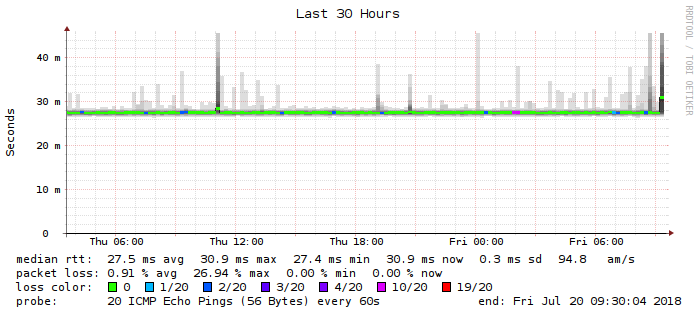 Last 30 Hours
RRDTOOL / TOBI OETIKER
Seconds
40 m
30 m
20 m
10 m
0
Thu 06:00 Thu 12:00 Thu 18:00 Fri 00:00 Fri 06:00
median rtt: 27.5 ms avg 30.9 ms max 27.4 ms min 30.9 ms now 0.3 ms sd 94.8 am/s
packet loss: 0.91 % avg 26.94 % max 0.00 % min 0.00 % now
loss color: 0 1/20 2/20 3/20 4/20 10/20 19/20
probe: 20 ICMP Echo Pings (56 Bytes) every 60s end: Fri Jul 20 09:30:04 2018